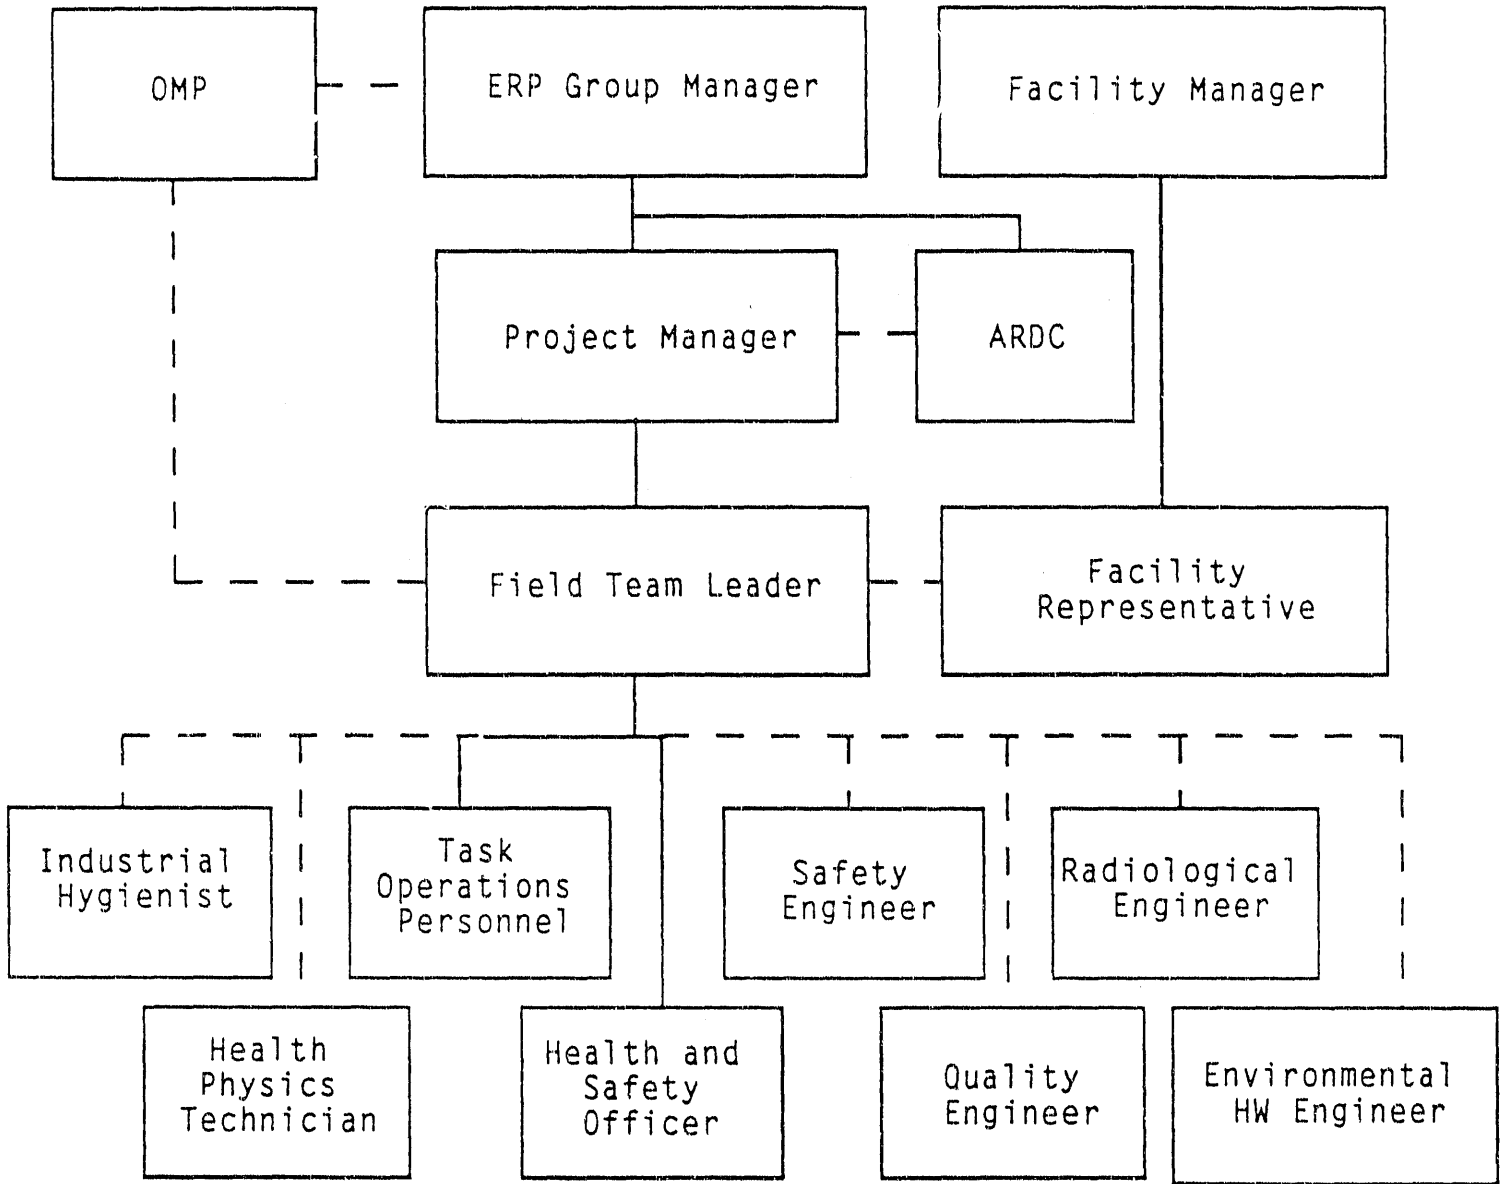 OMP
ERP Group Manager
Facility Manager
Project Manager
ARDC
Field Team Leader
Facility
Representative
Industrial
Hygienist
Task
Operations
Personnel
Safety
Engineer
Radiological
Engineer
Health
Physics
Technician
Health and
Safety
Officer
Quality
Engineer
Environmental
HW Engineer